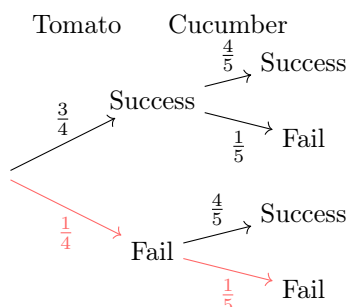 Tomato Cucumber
4/5
Success
3/4
Success
1/5
Fail
1/4
4/5
Success
Fail
1/5
Fail